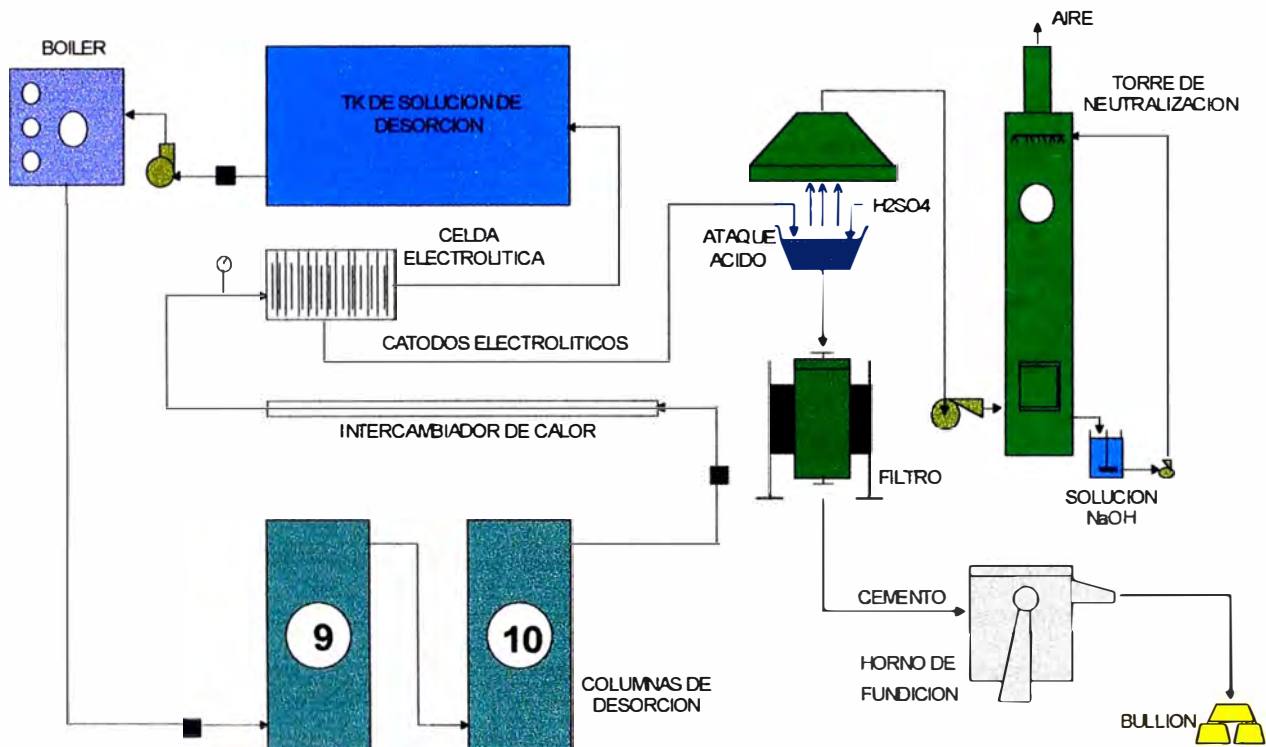 BOILER
TK DE SOLUCION DE
DESORCION
AIRE
TORRE DE
NEUTRALIZACION
H2SO4
ATAQUE
ACIDO
CELDA
ELECTROLITICA
CATODOS ELECTROLITICOS
INTERCAMBIADOR DE CALOR
FILTRO
SOLUCION
NaOH
9
10
COLUMNAS DE
DESORCION
CEMENTO
HORNO DE
FUNDICION
BULLION